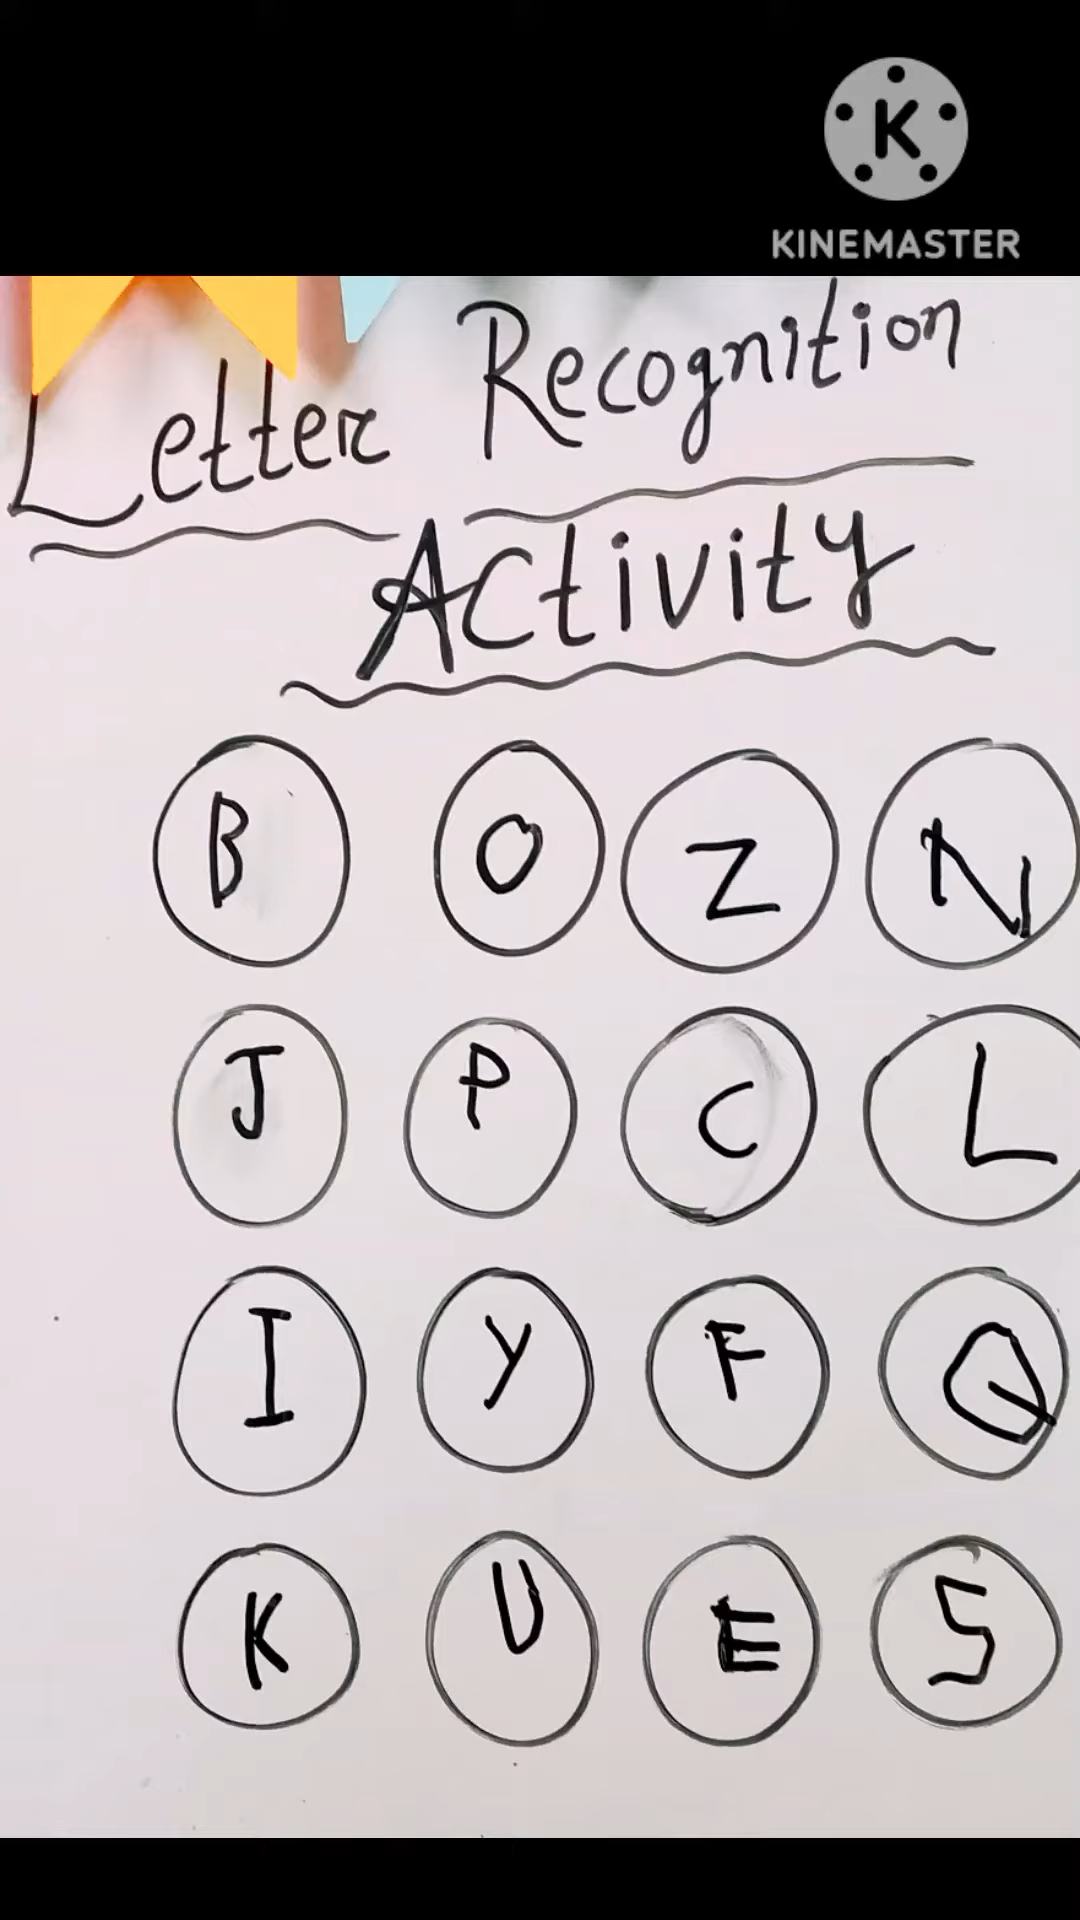 K
KINEMASTER
Letter Recognition
Activity
B O Z N
J P C L
I Y F Q
K U E S